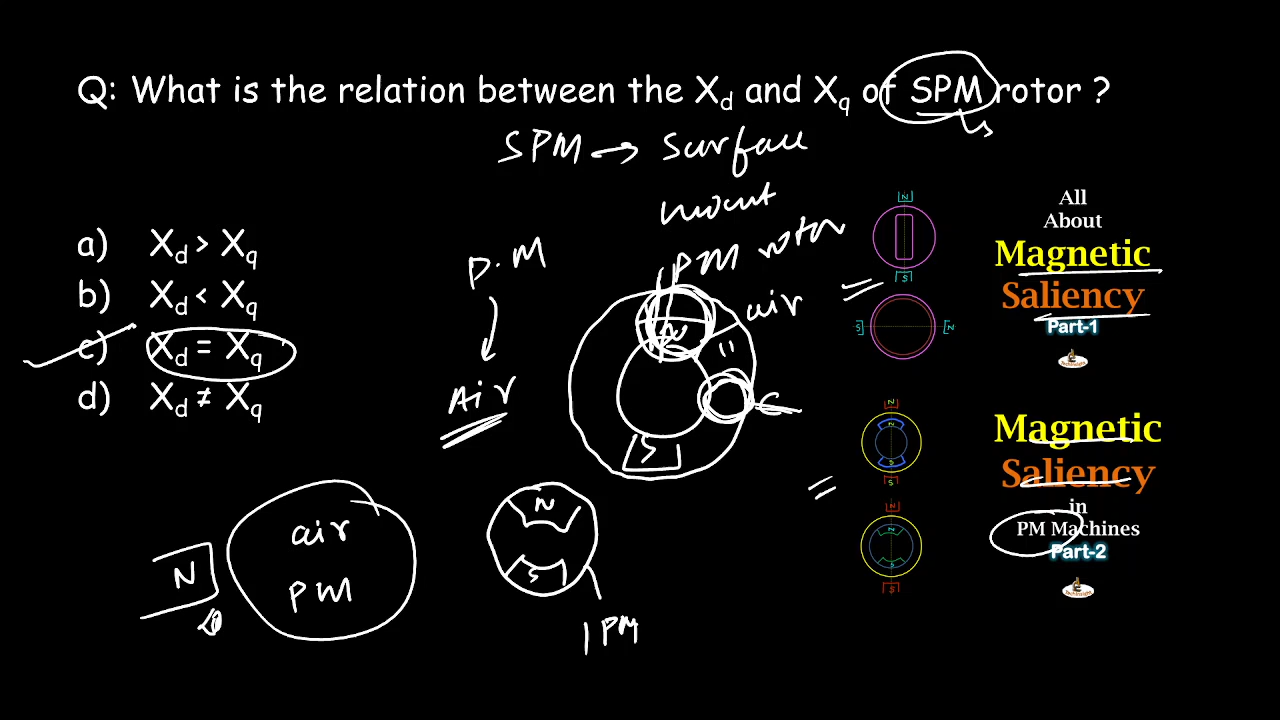 Q: What is the relation between the Xd and Xq of SPM rotor ?
SPM → Surface
mount
PM rotor
a) Xd > Xq
b) Xd < Xq
c) Xd = Xq
d) Xd ≠ Xq
P.M
Air
air
N
S
=
=
N
S
S
N
All
About
Magnetic
Saliency
Part-1
N
N
S
S
N
N
S
S
Magnetic
Saliency
in
PM Machines
Part-2
N
air
PM
N
S
IPM